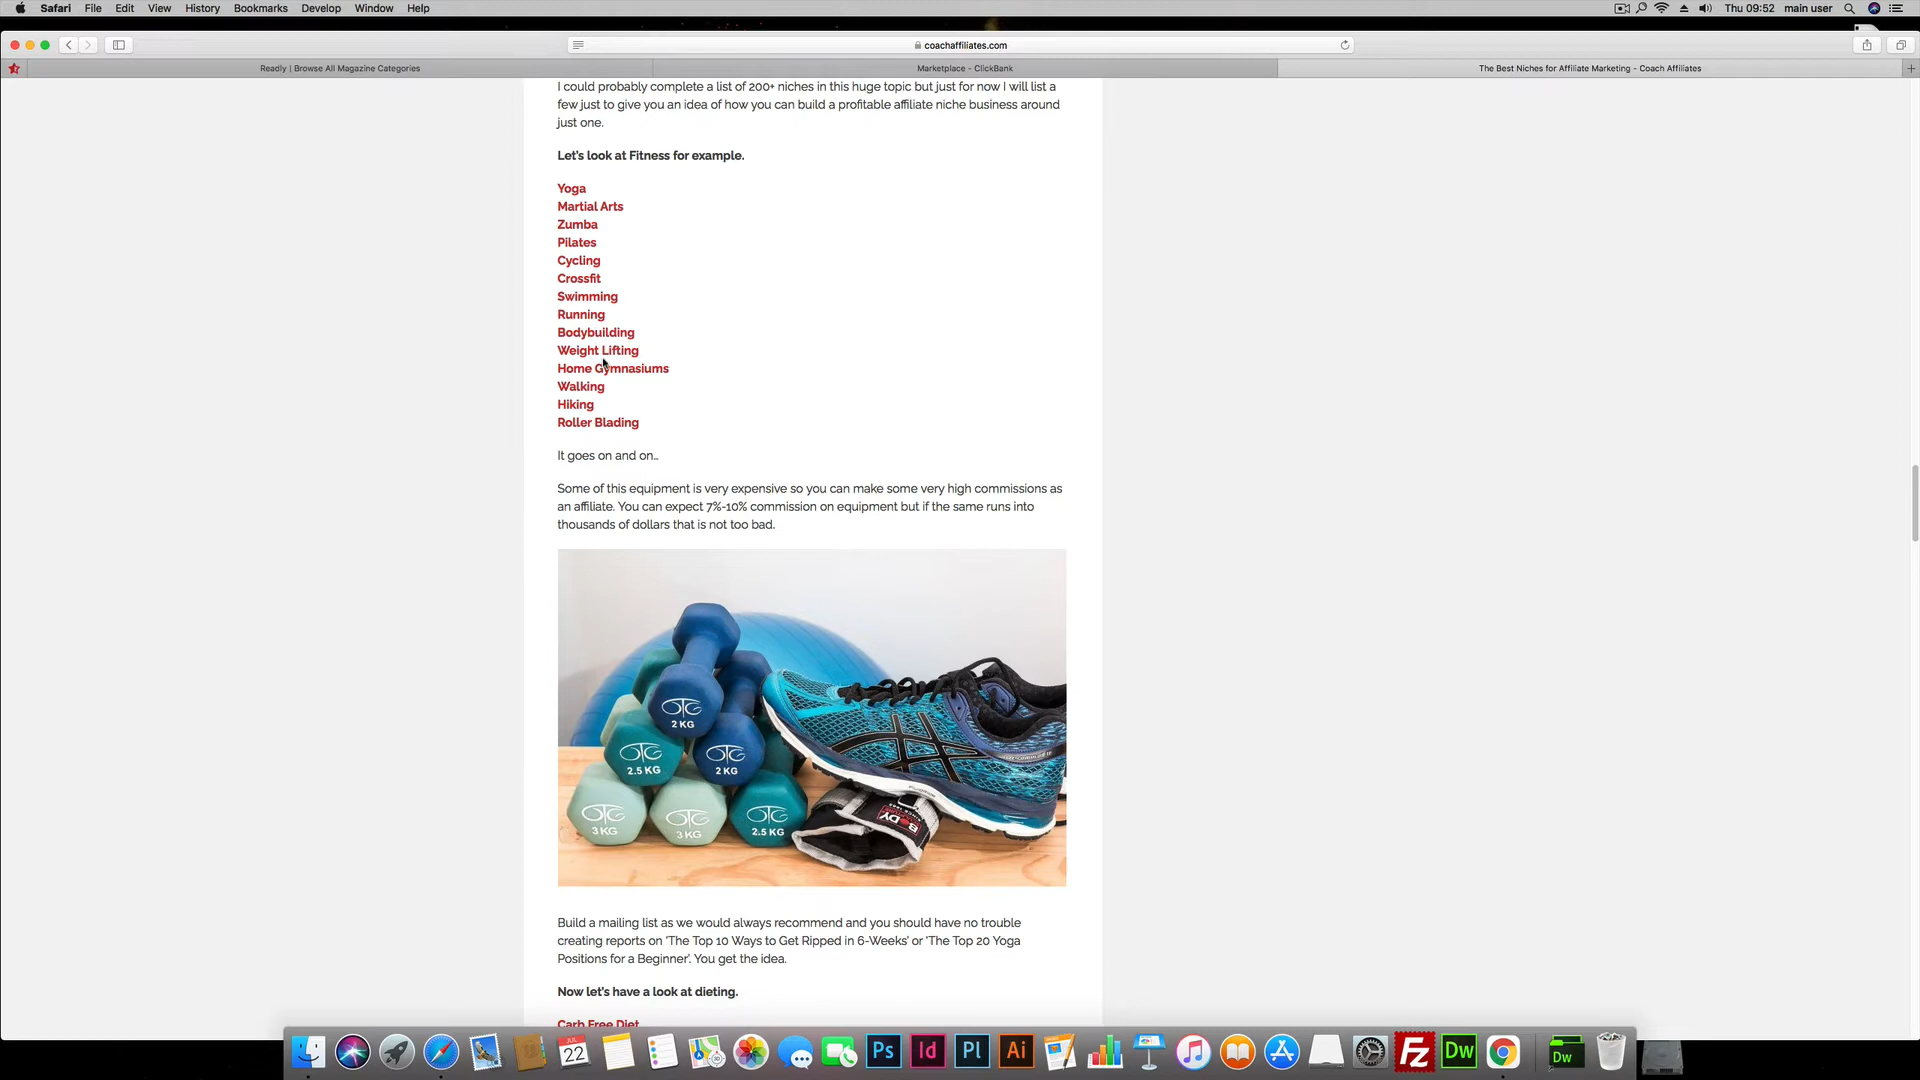 Safari File Edit View History Bookmarks Develop Window Help
Thu 09:52 main user
coachaffiliates.com
Readly | Browse All Magazine Categories
Marketplace - ClickBank
The Best Niches for Affiliate Marketing - Coach Affiliates
I could probably complete a list of 200+ niches in this huge topic but just for now I will list a
few just to give you an idea of how you can build a profitable affiliate niche business around
just one.
Let's look at Fitness for example.
Yoga
Martial Arts
Zumba
Pilates
Cycling
Crossfit
Swimming
Running
Bodybuilding
Weight Lifting
Home Gymnasiums
Walking
Hiking
Roller Blading
It goes on and on…
Some of this equipment is very expensive so you can make some very high commissions as
an affiliate. You can expect 7%-10% commission on equipment but if the same runs into
thousands of dollars that is not too bad.
2 KG
2.5 KG
2 KG
3 KG
3 KG
2.5 KG
BODY
Build a mailing list as we would always recommend and you should have no trouble
creating reports on 'The Top 10 Ways to Get Ripped in 6-Weeks' or 'The Top 20 Yoga
Positions for a Beginner'. You get the idea.
Now let's have a look at dieting.
Carb Free Diet
JUL
22
Ps
Id
Pl
Ai
FZ
Dw
Dw